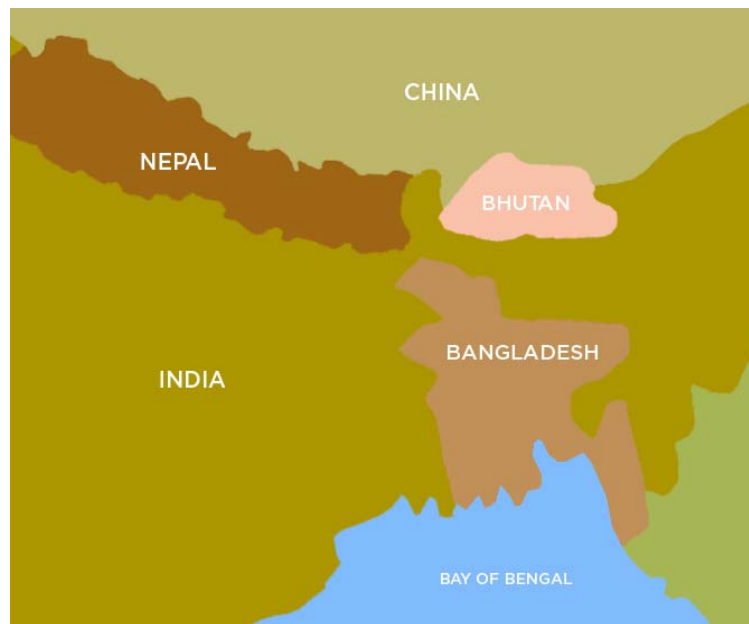 CHINA
NEPAL
BHUTAN
BANGLADESH
INDIA
BAY OF BENGAL